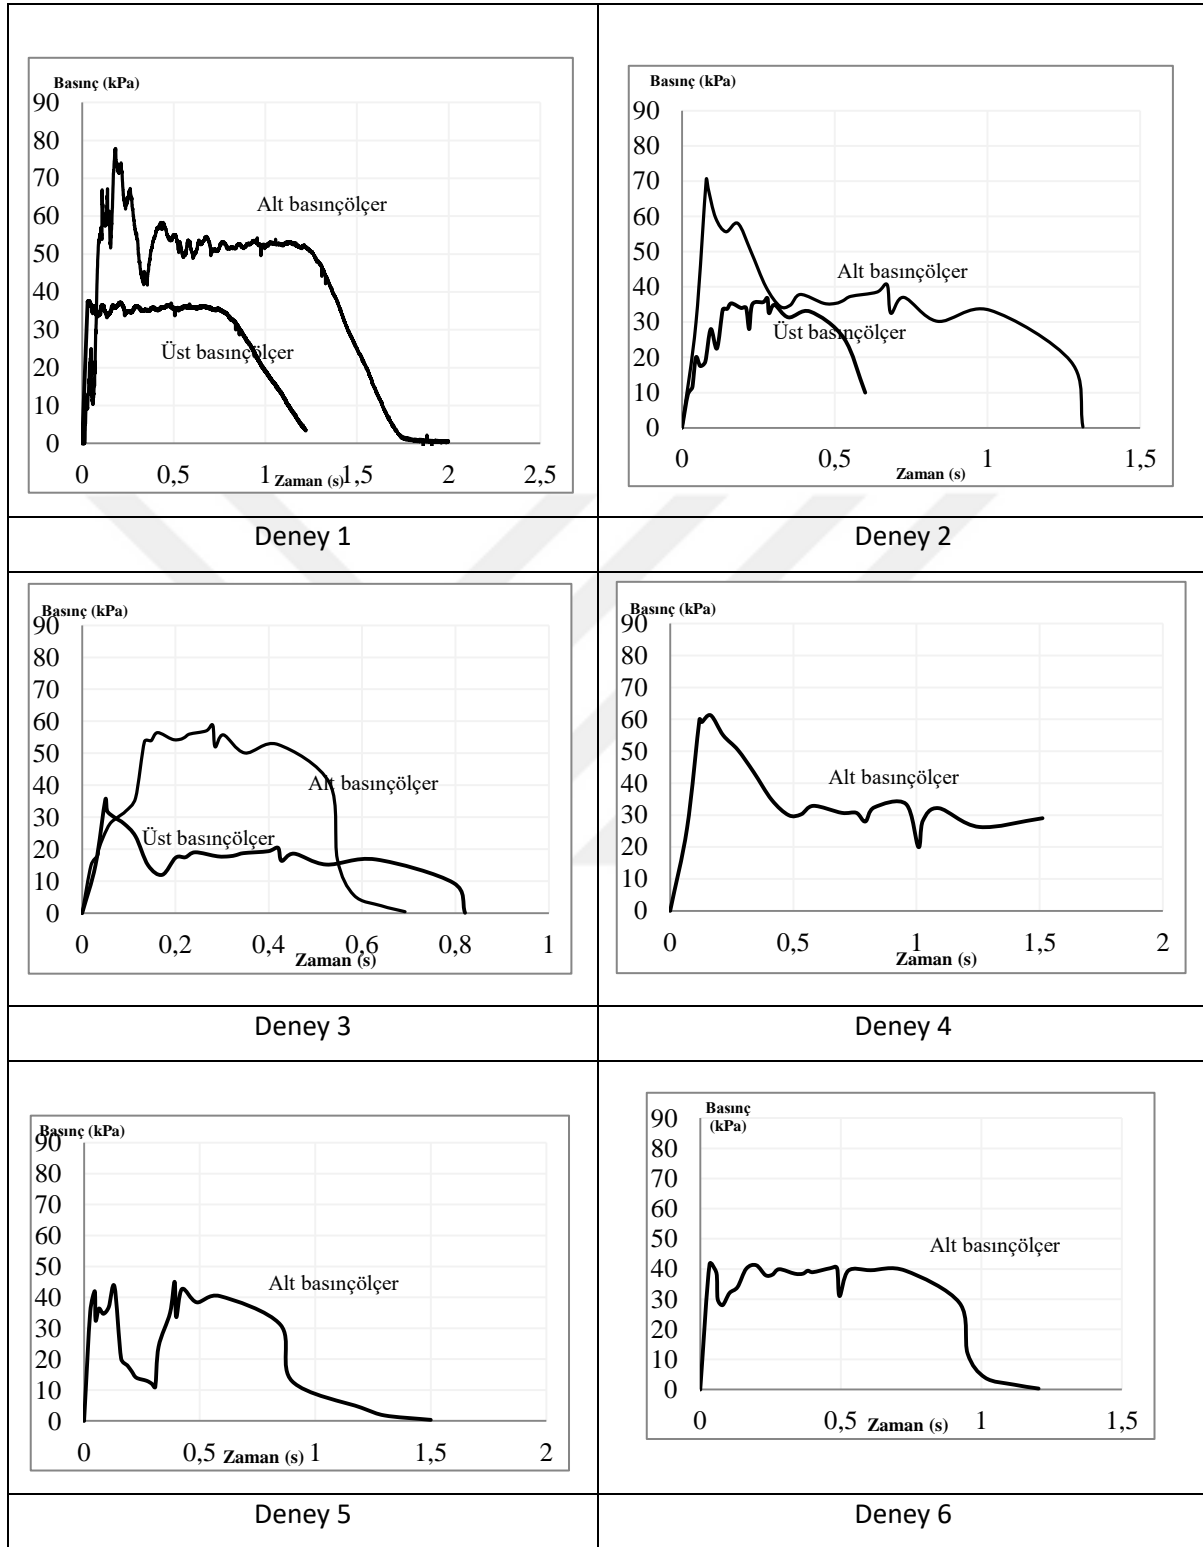 Basınç (kPa)
90
80
70
60
50
40
30
20
10
0
Alt basınçölçer
Üst basınçölçer
0 0,5 1 1,5 2 2,5
Zaman (s)
Deney 1
Basınç (kPa)
90
80
70
60
50
40
30
20
10
0
Alt basınçölçer
Üst basınçölçer
0 0,5 1 1,5
Zaman (s)
Deney 2
Basınç (kPa)
90
80
70
60
50
40
30
20
10
0
Alt basınçölçer
Üst basınçölçer
0 0,2 0,4 0,6 0,8 1
Zaman (s)
Deney 3
Basınç (kPa)
90
80
70
60
50
40
30
20
10
0
Alt basınçölçer
0 0,5 1 1,5 2
Zaman (s)
Deney 4
Basınç (kPa)
90
80
70
60
50
40
30
20
10
0
Alt basınçölçer
0 0,5 1 1,5 2
Zaman (s)
Deney 5
Basınç
(kPa)
90
80
70
60
50
40
30
20
10
0
Alt basınçölçer
0 0,5 1 1,5
Zaman (s)
Deney 6